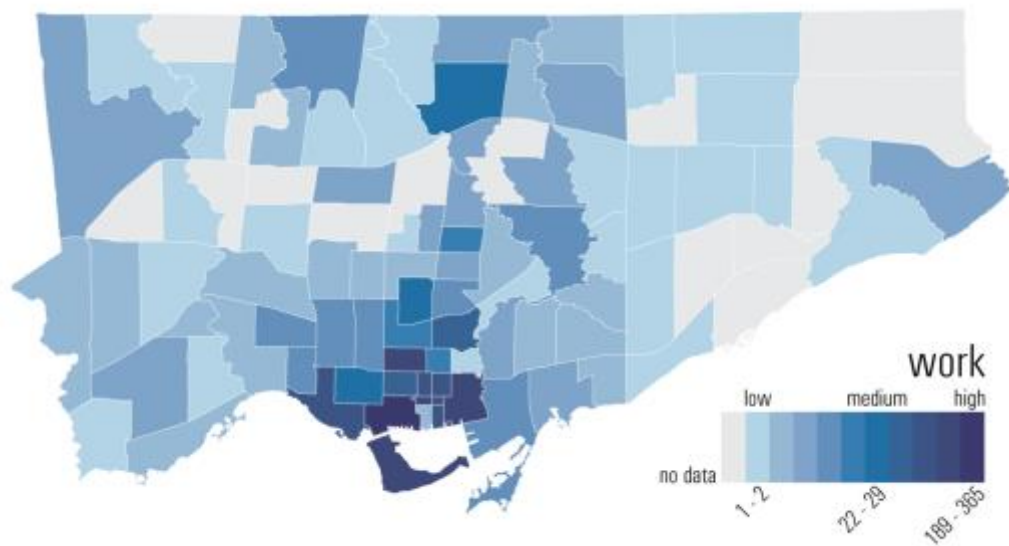 work
low medium high
no data
1 - 2
22 - 29
189 - 365